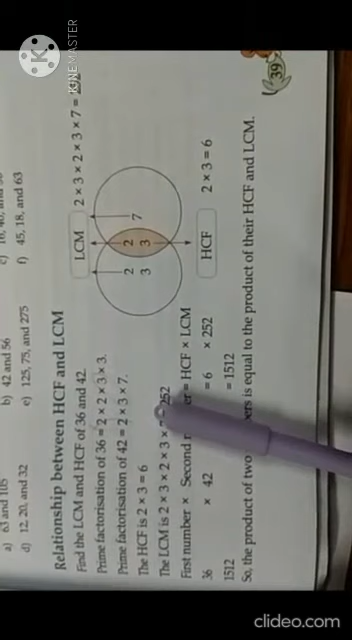 a) 63 and 105
b) 42 and 56
c)
d) 12, 20, and 32
e) 125, 75, and 275
f) 45, 18, and 63
Relationship between HCF and LCM
Find the LCM and HCF of 36 and 42.
Prime factorisation of 36 = 2 × 2 × 3 × 3.
Prime factorisation of 42 = 2 × 3 × 7.
The HCF is 2 × 3 = 6
The LCM is 2 × 3 × 2 × 3 × 252
First number × Second = HCF × LCM
36 × 42 = 6 × 252
1512 = 1512
So, the product of two is equal to the product of their HCF and LCM.
LCM 2 × 3 × 2 × 3 × 7 =
2
3
2
3
7
HCF 2 × 3 = 6
39
KINEMASTER
clideo.com